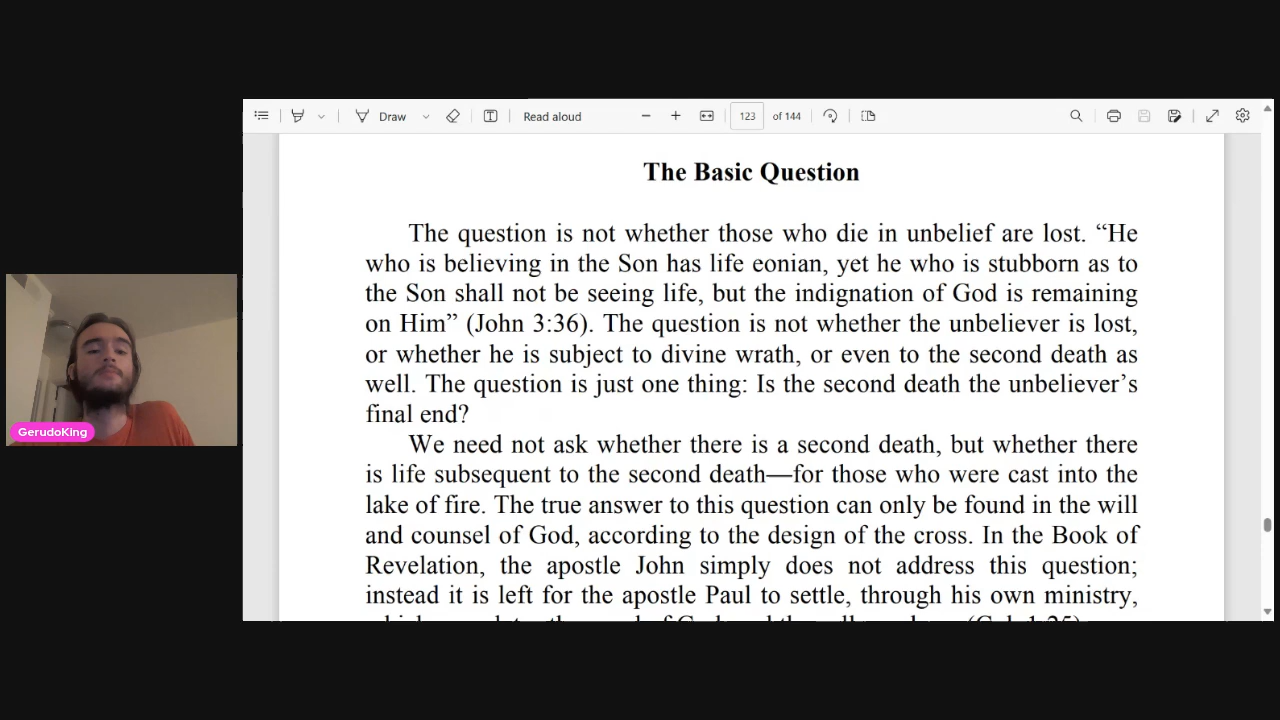 Draw
Read aloud
123
of 144
The Basic Question
The question is not whether those who die in unbelief are lost. “He
who is believing in the Son has life eonian, yet he who is stubborn as to
the Son shall not be seeing life, but the indignation of God is remaining
on Him” (John 3:36). The question is not whether the unbeliever is lost,
or whether he is subject to divine wrath, or even to the second death as
well. The question is just one thing: Is the second death the unbeliever’s
final end?
We need not ask whether there is a second death, but whether there
is life subsequent to the second death—for those who were cast into the
lake of fire. The true answer to this question can only be found in the will
and counsel of God, according to the design of the cross. In the Book of
Revelation, the apostle John simply does not address this question;
instead it is left for the apostle Paul to settle, through his own ministry,
GerudoKing